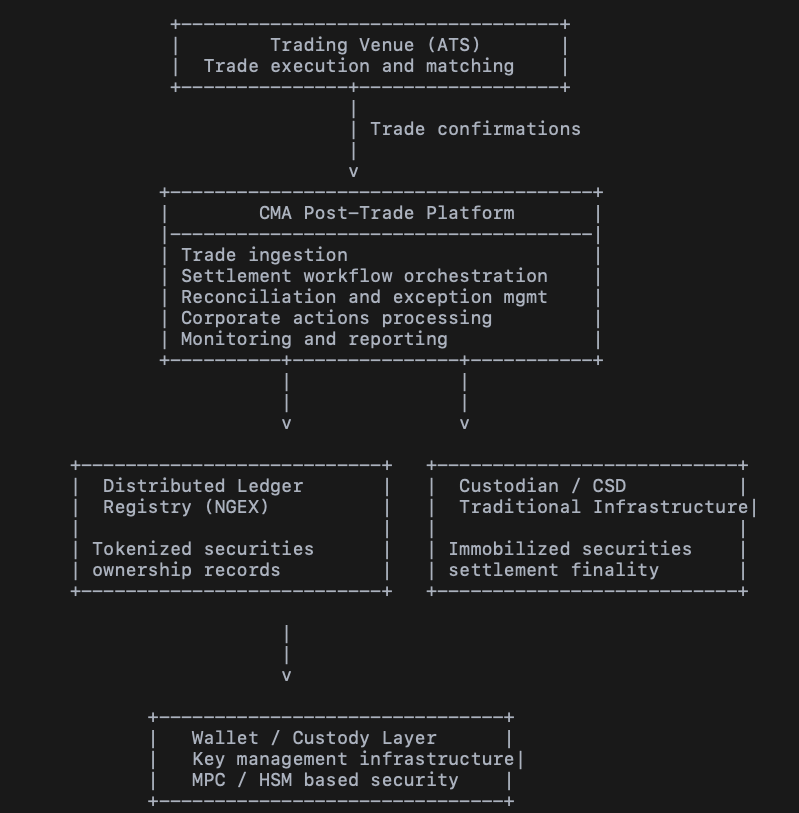 Trading Venue (ATS)
Trade execution and matching
Trade confirmations
v
CMA Post-Trade Platform
Trade ingestion
Settlement workflow orchestration
Reconciliation and exception mgmt
Corporate actions processing
Monitoring and reporting
v
v
Distributed Ledger
Registry (NGEX)
Tokenized securities
ownership records
Custodian / CSD
Traditional Infrastructure
Immobilized securities
settlement finality
v
Wallet / Custody Layer
Key management infrastructure
MPC / HSM based security